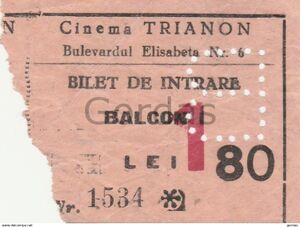 N
Cinema TRIANON
Bulevardul Elisabeta Nr. 6
BILET DE INTRARE
BALCON I
LEI 1 80
Nr. 1534